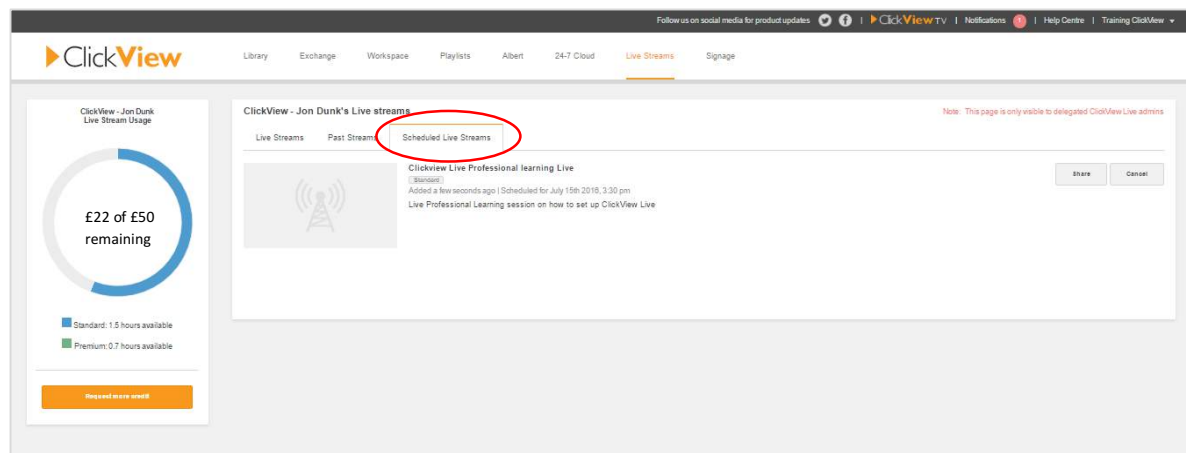 Follow us on social media for product updates | ClickView TV | Notifications | Help Centre | Training ClickView
ClickView
Library Exchange Workspace Playlists Albert 24-7 Cloud Live Streams Signage
ClickView - Jon Dunk
Live Stream Usage
£22 of £50
remaining
Standard: 1.5 hours available
Premium: 0.7 hours available
Request more credit
ClickView - Jon Dunk's Live streams
Note: This page is only visible to delegated ClickView Live admins
Live Streams Past Streams Scheduled Live Streams
Clickview Live Professional learning Live
Standard
Added a few seconds ago | Scheduled for July 15th 2016, 3:30 pm
Live Professional Learning session on how to set up ClickView Live
Share Cancel